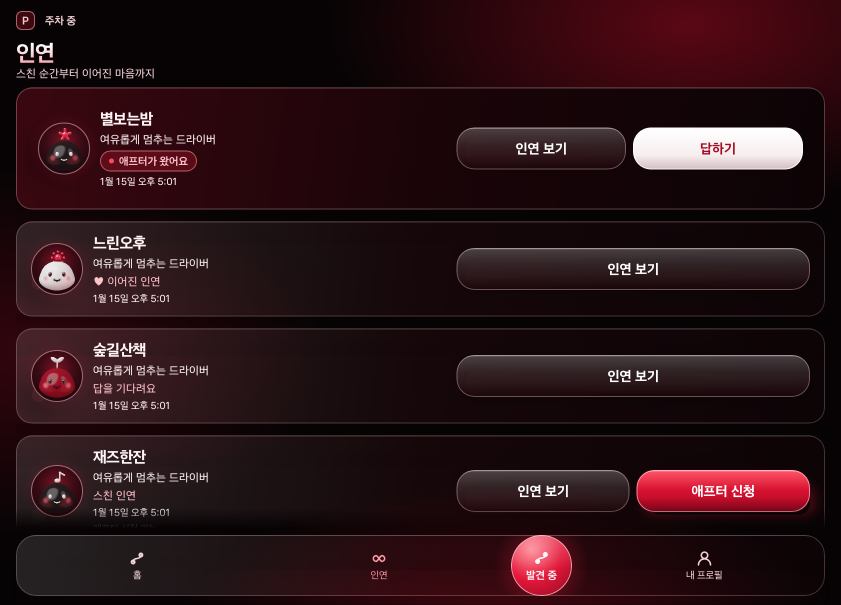 P 주차 중
인연
스친 순간부터 이어진 마음까지
별보는밤
여유롭게 멈추는 드라이버
애프터가 왔어요
1월 15일 오후 5:01
인연 보기
답하기
느린오후
여유롭게 멈추는 드라이버
이어진 인연
1월 15일 오후 5:01
인연 보기
숲길산책
여유롭게 멈추는 드라이버
답을 기다려요
1월 15일 오후 5:01
인연 보기
재즈한잔
여유롭게 멈추는 드라이버
스친 인연
1월 15일 오후 5:01
인연 보기
애프터 신청
홈
인연
발견 중
내 프로필